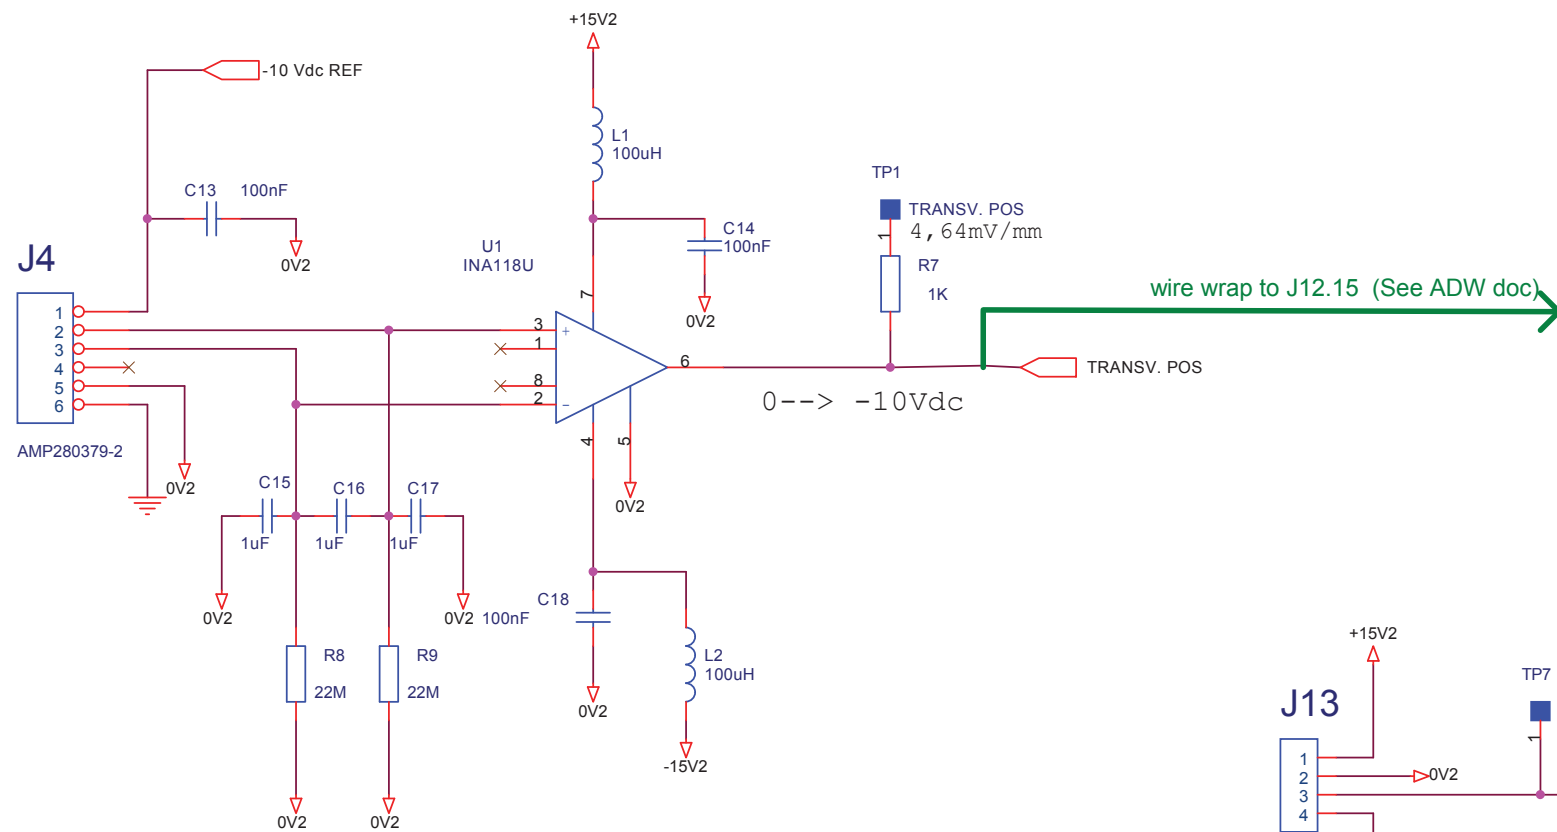 +15V2
-10 Vdc REF
L1
100uH
TP1
C13 100nF
TRANSV. POS
4,64mV/mm
1
C14
100nF
U1
INA118U
0V2
J4
R7
1K
wire wrap to J12.15 (See ADW doc)
7
0V2
1
2
3
4
5
6
3
+
1
8
2
-
6
TRANSV. POS
0--> -10Vdc
4
5
AMP280379-2
0V2
0V2
C15
C16
C17
1uF
1uF
1uF
0V2
0V2
100nF
C18
R8
22M
R9
22M
L2
100uH
0V2
-15V2
0V2
0V2
+15V2
TP7
J13
1
1
2
3
4
0V2